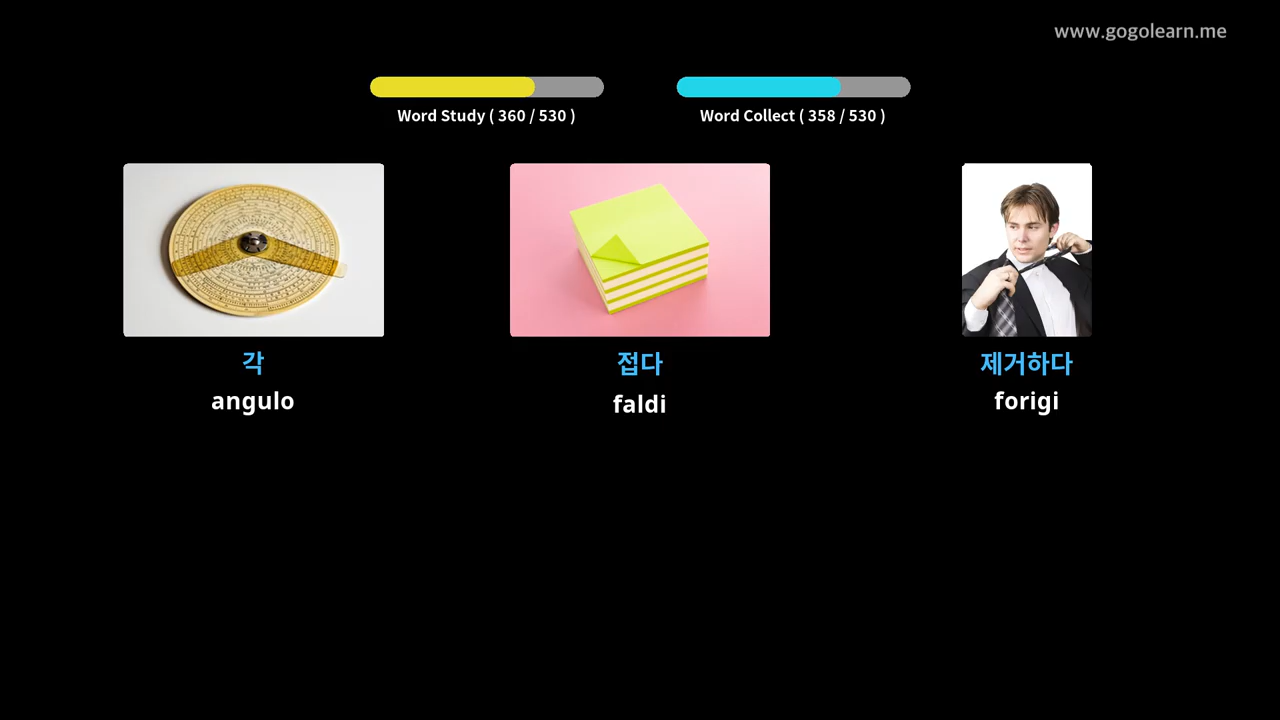 www.gogolearn.me
Word Study ( 360 / 530 )
Word Collect ( 358 / 530 )
각
angulo
접다
faldi
제거하다
forigi